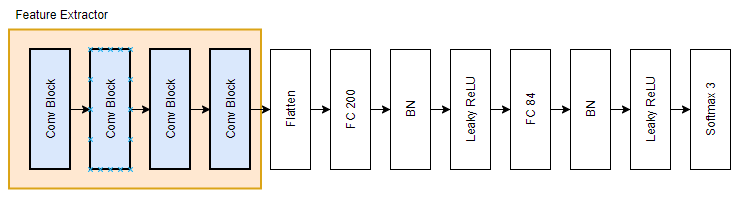 Feature Extractor
Conv Block
Conv Block
Conv Block
Conv Block
Flatten
FC 200
BN
Leaky ReLU
FC 84
BN
Leaky ReLU
Softmax 3